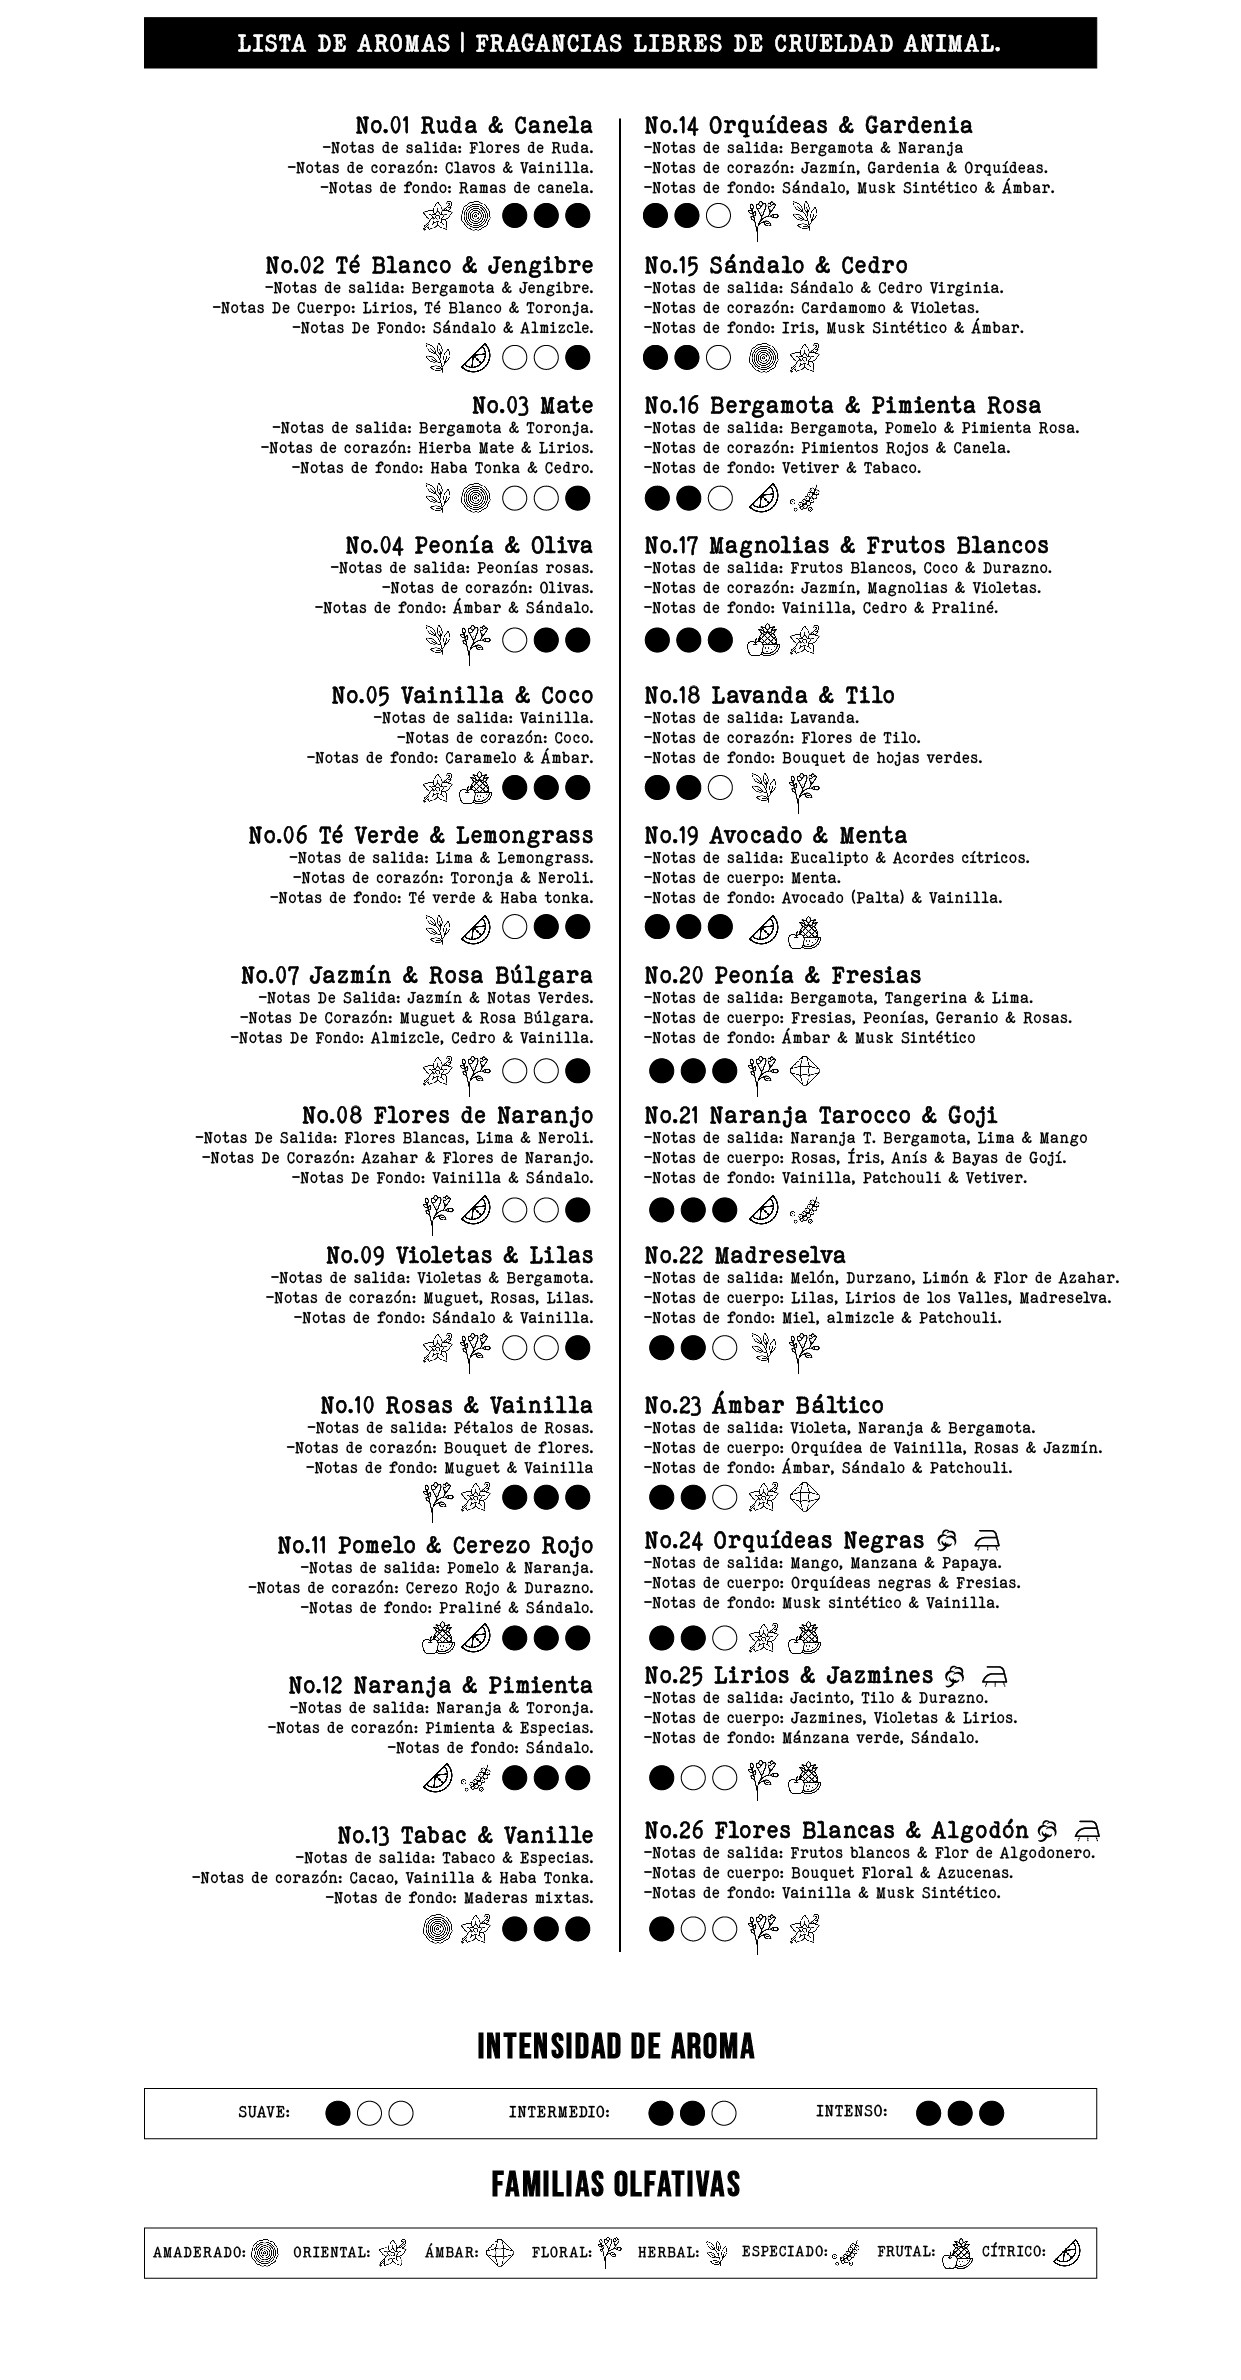 LISTA DE AROMAS | FRAGANCIAS LIBRES DE CRUELDAD ANIMAL.
No.01 Ruda & Canela
-Notas de salida: Flores de Ruda.
-Notas de corazón: Clavos & Vainilla.
-Notas de fondo: Ramas de canela.
No.02 Té Blanco & Jengibre
-Notas de salida: Bergamota & Jengibre.
-Notas De Cuerpo: Lirios, Té Blanco & Toronja.
-Notas De Fondo: Sándalo & Almizcle.
No.03 Mate
-Notas de salida: Bergamota & Toronja.
-Notas de corazón: Hierba Mate & Lirios.
-Notas de fondo: Haba Tonka & Cedro.
No.04 Peonía & Oliva
-Notas de salida: Peonías rosas.
-Notas de corazón: Olivas.
-Notas de fondo: Ámbar & Sándalo.
No.05 Vainilla & Coco
-Notas de salida: Vainilla.
-Notas de corazón: Coco.
-Notas de fondo: Caramelo & Ámbar.
No.06 Té Verde & Lemongrass
-Notas de salida: Lima & Lemongrass.
-Notas de corazón: Toronja & Neroli.
-Notas de fondo: Té verde & Haba tonka.
No.07 Jazmín & Rosa Búlgara
-Notas De Salida: Jazmín & Notas Verdes.
-Notas De Corazón: Muguet & Rosa Búlgara.
-Notas De Fondo: Almizcle, Cedro & Vainilla.
No.08 Flores de Naranjo
-Notas De Salida: Flores Blancas, Lima & Neroli.
-Notas De Corazón: Azahar & Flores de Naranjo.
-Notas De Fondo: Vainilla & Sándalo.
No.09 Violetas & Lilas
-Notas de salida: Violetas & Bergamota.
-Notas de corazón: Muguet, Rosas, Lilas.
-Notas de fondo: Sándalo & Vainilla.
No.10 Rosas & Vainilla
-Notas de salida: Pétalos de Rosas.
-Notas de corazón: Bouquet de flores.
-Notas de fondo: Muguet & Vainilla
No.11 Pomelo & Cerezo Rojo
-Notas de salida: Pomelo & Naranja.
-Notas de corazón: Cerezo Rojo & Durazno.
-Notas de fondo: Praliné & Sándalo.
No.12 Naranja & Pimienta
-Notas de salida: Naranja & Toronja.
-Notas de corazón: Pimienta & Especias.
-Notas de fondo: Sándalo.
No.13 Tabac & Vanille
-Notas de salida: Tabaco & Especias.
-Notas de corazón: Cacao, Vainilla & Haba Tonka.
-Notas de fondo: Maderas mixtas.
No.14 Orquídeas & Gardenia
-Notas de salida: Bergamota & Naranja
-Notas de corazón: Jazmín, Gardenia & Orquídeas.
-Notas de fondo: Sándalo, Musk Sintético & Ámbar.
No.15 Sándalo & Cedro
-Notas de salida: Sándalo & Cedro Virginia.
-Notas de corazón: Cardamomo & Violetas.
-Notas de fondo: Iris, Musk Sintético & Ámbar.
No.16 Bergamota & Pimienta Rosa
-Notas de salida: Bergamota, Pomelo & Pimienta Rosa.
-Notas de corazón: Pimientos Rojos & Canela.
-Notas de fondo: Vetiver & Tabaco.
No.17 Magnolias & Frutos Blancos
-Notas de salida: Frutos Blancos, Coco & Durazno.
-Notas de corazón: Jazmín, Magnolias & Violetas.
-Notas de fondo: Vainilla, Cedro & Praliné.
No.18 Lavanda & Tilo
-Notas de salida: Lavanda.
-Notas de corazón: Flores de Tilo.
-Notas de fondo: Bouquet de hojas verdes.
No.19 Avocado & Menta
-Notas de salida: Eucalipto & Acordes cítricos.
-Notas de cuerpo: Menta.
-Notas de fondo: Avocado (Palta) & Vainilla.
No.20 Peonía & Fresias
-Notas de salida: Bergamota, Tangerina & Lima.
-Notas de cuerpo: Fresias, Peonías, Geranio & Rosas.
-Notas de fondo: Ámbar & Musk Sintético
No.21 Naranja Tarocco & Goji
-Notas de salida: Naranja T. Bergamota, Lima & Mango
-Notas de cuerpo: Rosas, Íris, Anís & Bayas de Gojí.
-Notas de fondo: Vainilla, Patchouli & Vetiver.
No.22 Madreselva
-Notas de salida: Melón, Durzano, Limón & Flor de Azahar.
-Notas de cuerpo: Lilas, Lirios de los Valles, Madreselva.
-Notas de fondo: Miel, almizcle & Patchouli.
No.23 Ámbar Báltico
-Notas de salida: Violeta, Naranja & Bergamota.
-Notas de cuerpo: Orquídea de Vainilla, Rosas & Jazmín.
-Notas de fondo: Ámbar, Sándalo & Patchouli.
No.24 Orquídeas Negras
-Notas de salida: Mango, Manzana & Papaya.
-Notas de cuerpo: Orquídeas negras & Fresias.
-Notas de fondo: Musk sintético & Vainilla.
No.25 Lirios & Jazmines
-Notas de salida: Jacinto, Tilo & Durazno.
-Notas de cuerpo: Jazmines, Violetas & Lirios.
-Notas de fondo: Mánzana verde, Sándalo.
No.26 Flores Blancas & Algodón
-Notas de salida: Frutos blancos & Flor de Algodonero.
-Notas de cuerpo: Bouquet Floral & Azucenas.
-Notas de fondo: Vainilla & Musk Sintético.
INTENSIDAD DE AROMA
SUAVE: INTERMEDIO: INTENSO:
FAMILIAS OLFATIVAS
AMADERADO: ORIENTAL: ÁMBAR: FLORAL: HERBAL: ESPECIADO: FRUTAL: CÍTRICO: